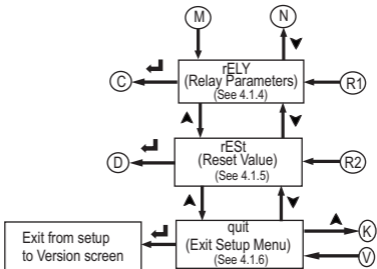 M
N
rELY
(Relay Parameters)
(See 4.1.4)
C
R1
rESt
(Reset Value)
(See 4.1.5)
D
R2
quit
(Exit Setup Menu)
(See 4.1.6)
K
V
Exit from setup
to Version screen